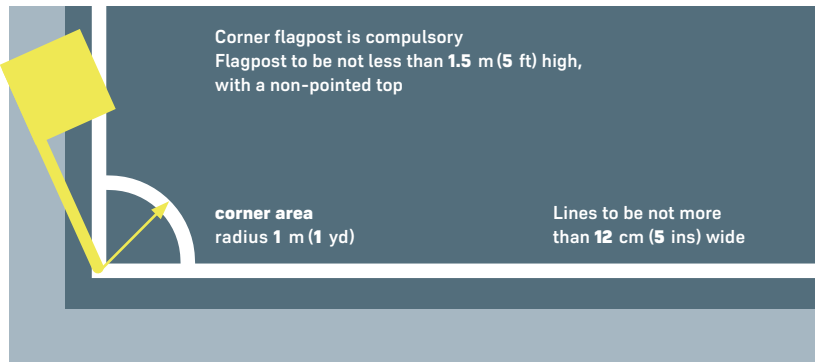 Corner flagpost is compulsory
Flagpost to be not less than 1.5 m (5 ft) high,
with a non-pointed top
corner area
radius 1 m (1 yd)
Lines to be not more
than 12 cm (5 ins) wide